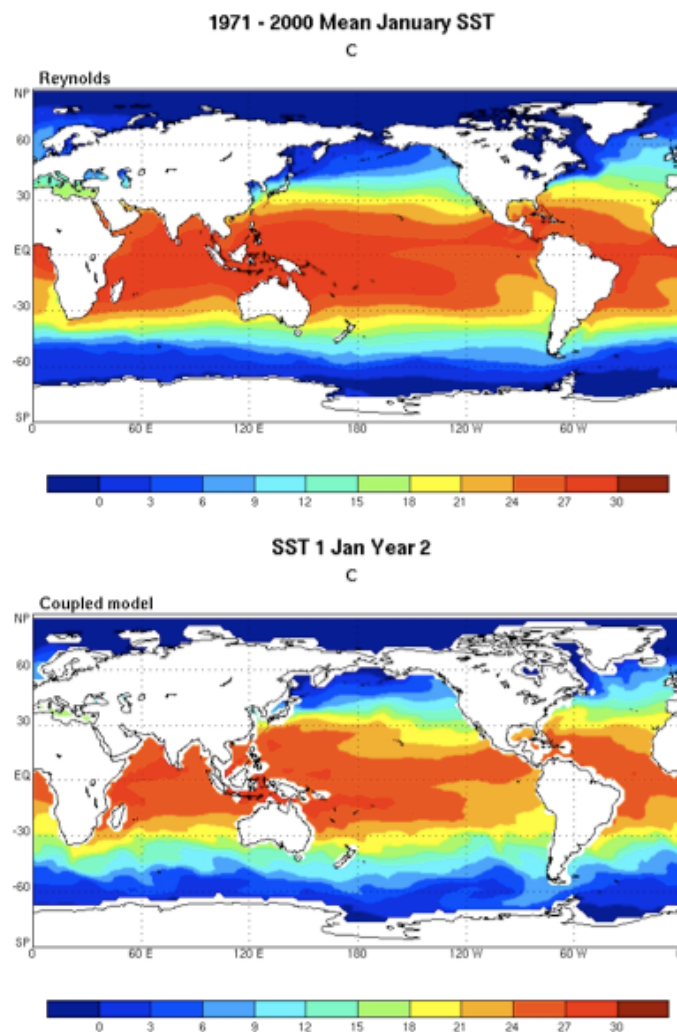 1971 - 2000 Mean January SST
C
Reynolds
NP
60
30
EQ
-30
-60
SP
0 60 E 120 E 180 120 W 60 W 0
0 3 6 9 12 15 18 21 24 27 30
SST 1 Jan Year 2
C
Coupled model
NP
60
30
EQ
-30
-60
SP
0 60 E 120 E 180 120 W 60 W 0
0 3 6 9 12 15 18 21 24 27 30